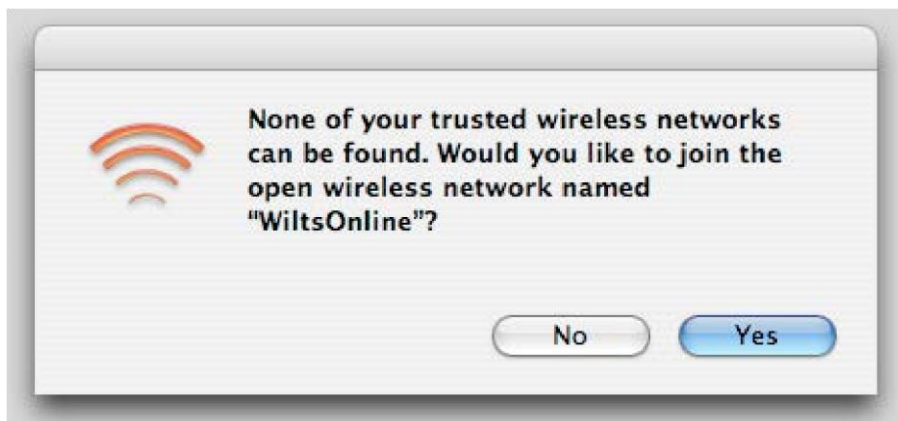 None of your trusted wireless networks
can be found. Would you like to join the
open wireless network named
“WiltsOnline”?
No Yes